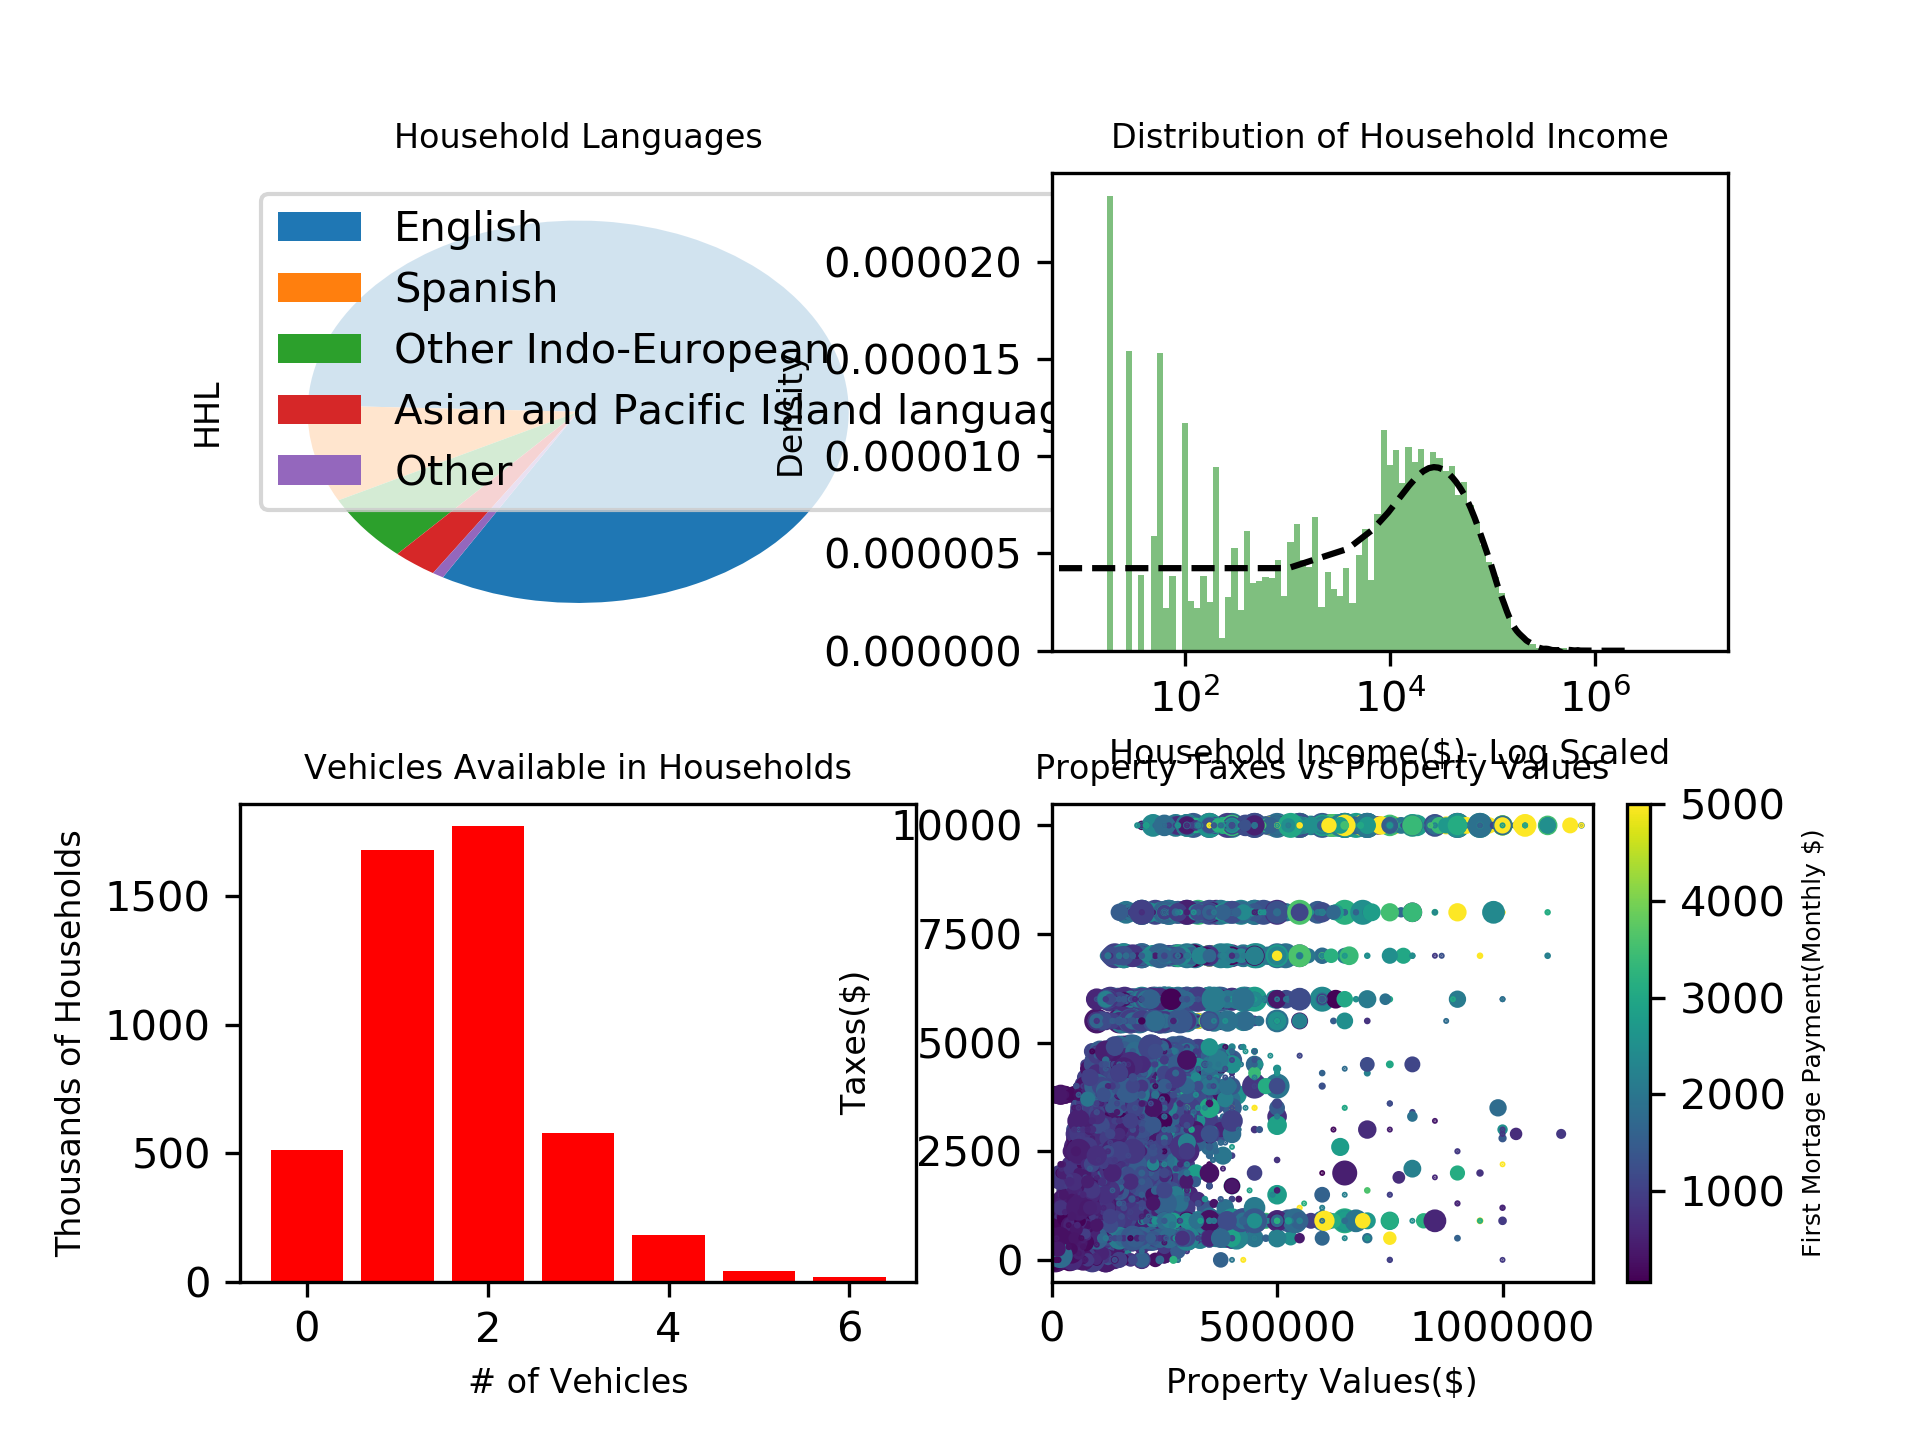 Household Languages
English
Spanish
Other Indo-European
Asian and Pacific Island languag
Other
HHL
Distribution of Household Income
Density
0.000020
0.000015
0.000010
0.000005
0.000000
10²
10⁴
10⁶
Household Income($)- Log Scaled
Vehicles Available in Households
Thousands of Households
1500
1000
500
0
0
2
4
6
# of Vehicles
Property Taxes vs Property Values
Taxes($)
10000
7500
5000
2500
0
0
500000
1000000
Property Values($)
5000
4000
3000
2000
1000
First Mortage Payment(Monthly $)